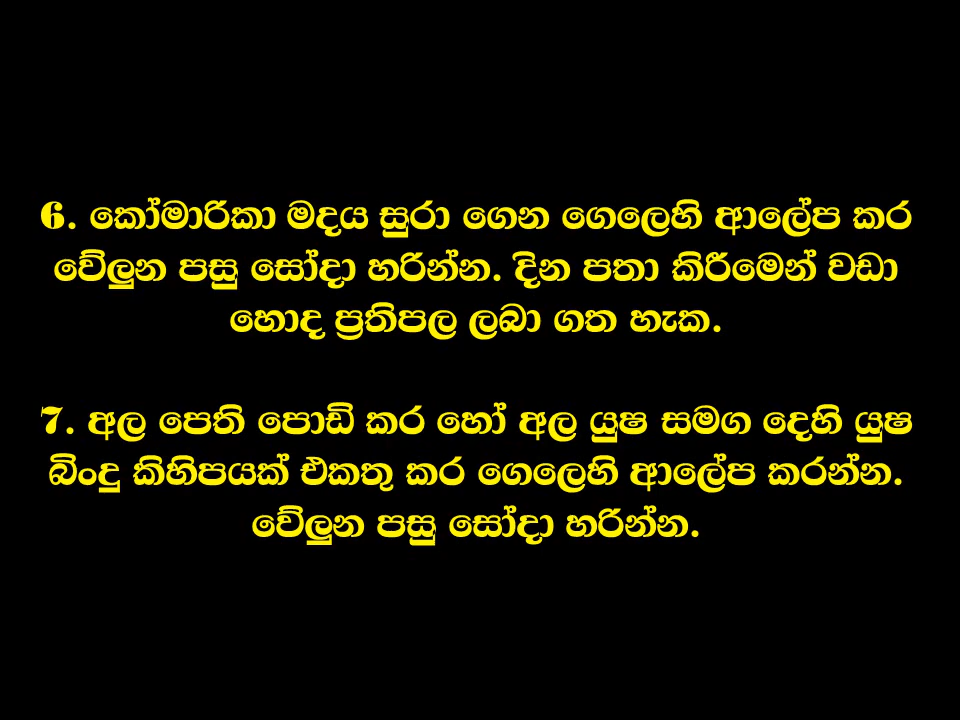 6. කෝමාරිකා මදය සුරා ගෙන ගෙලෙහි ආලේප කර
වේලුන පසු සෝදා හරින්න. දින පතා කිරීමෙන් වඩා
හොද ප්‍රතිපල ලබා ගත හැක.
7. අල පෙති පොඩි කර හෝ අල යුෂ සමග දෙහි යුෂ
බිංදු කිහිපයක් එකතු කර ගෙලෙහි ආලේප කරන්න.
වේලුන පසු සෝදා හරින්න.